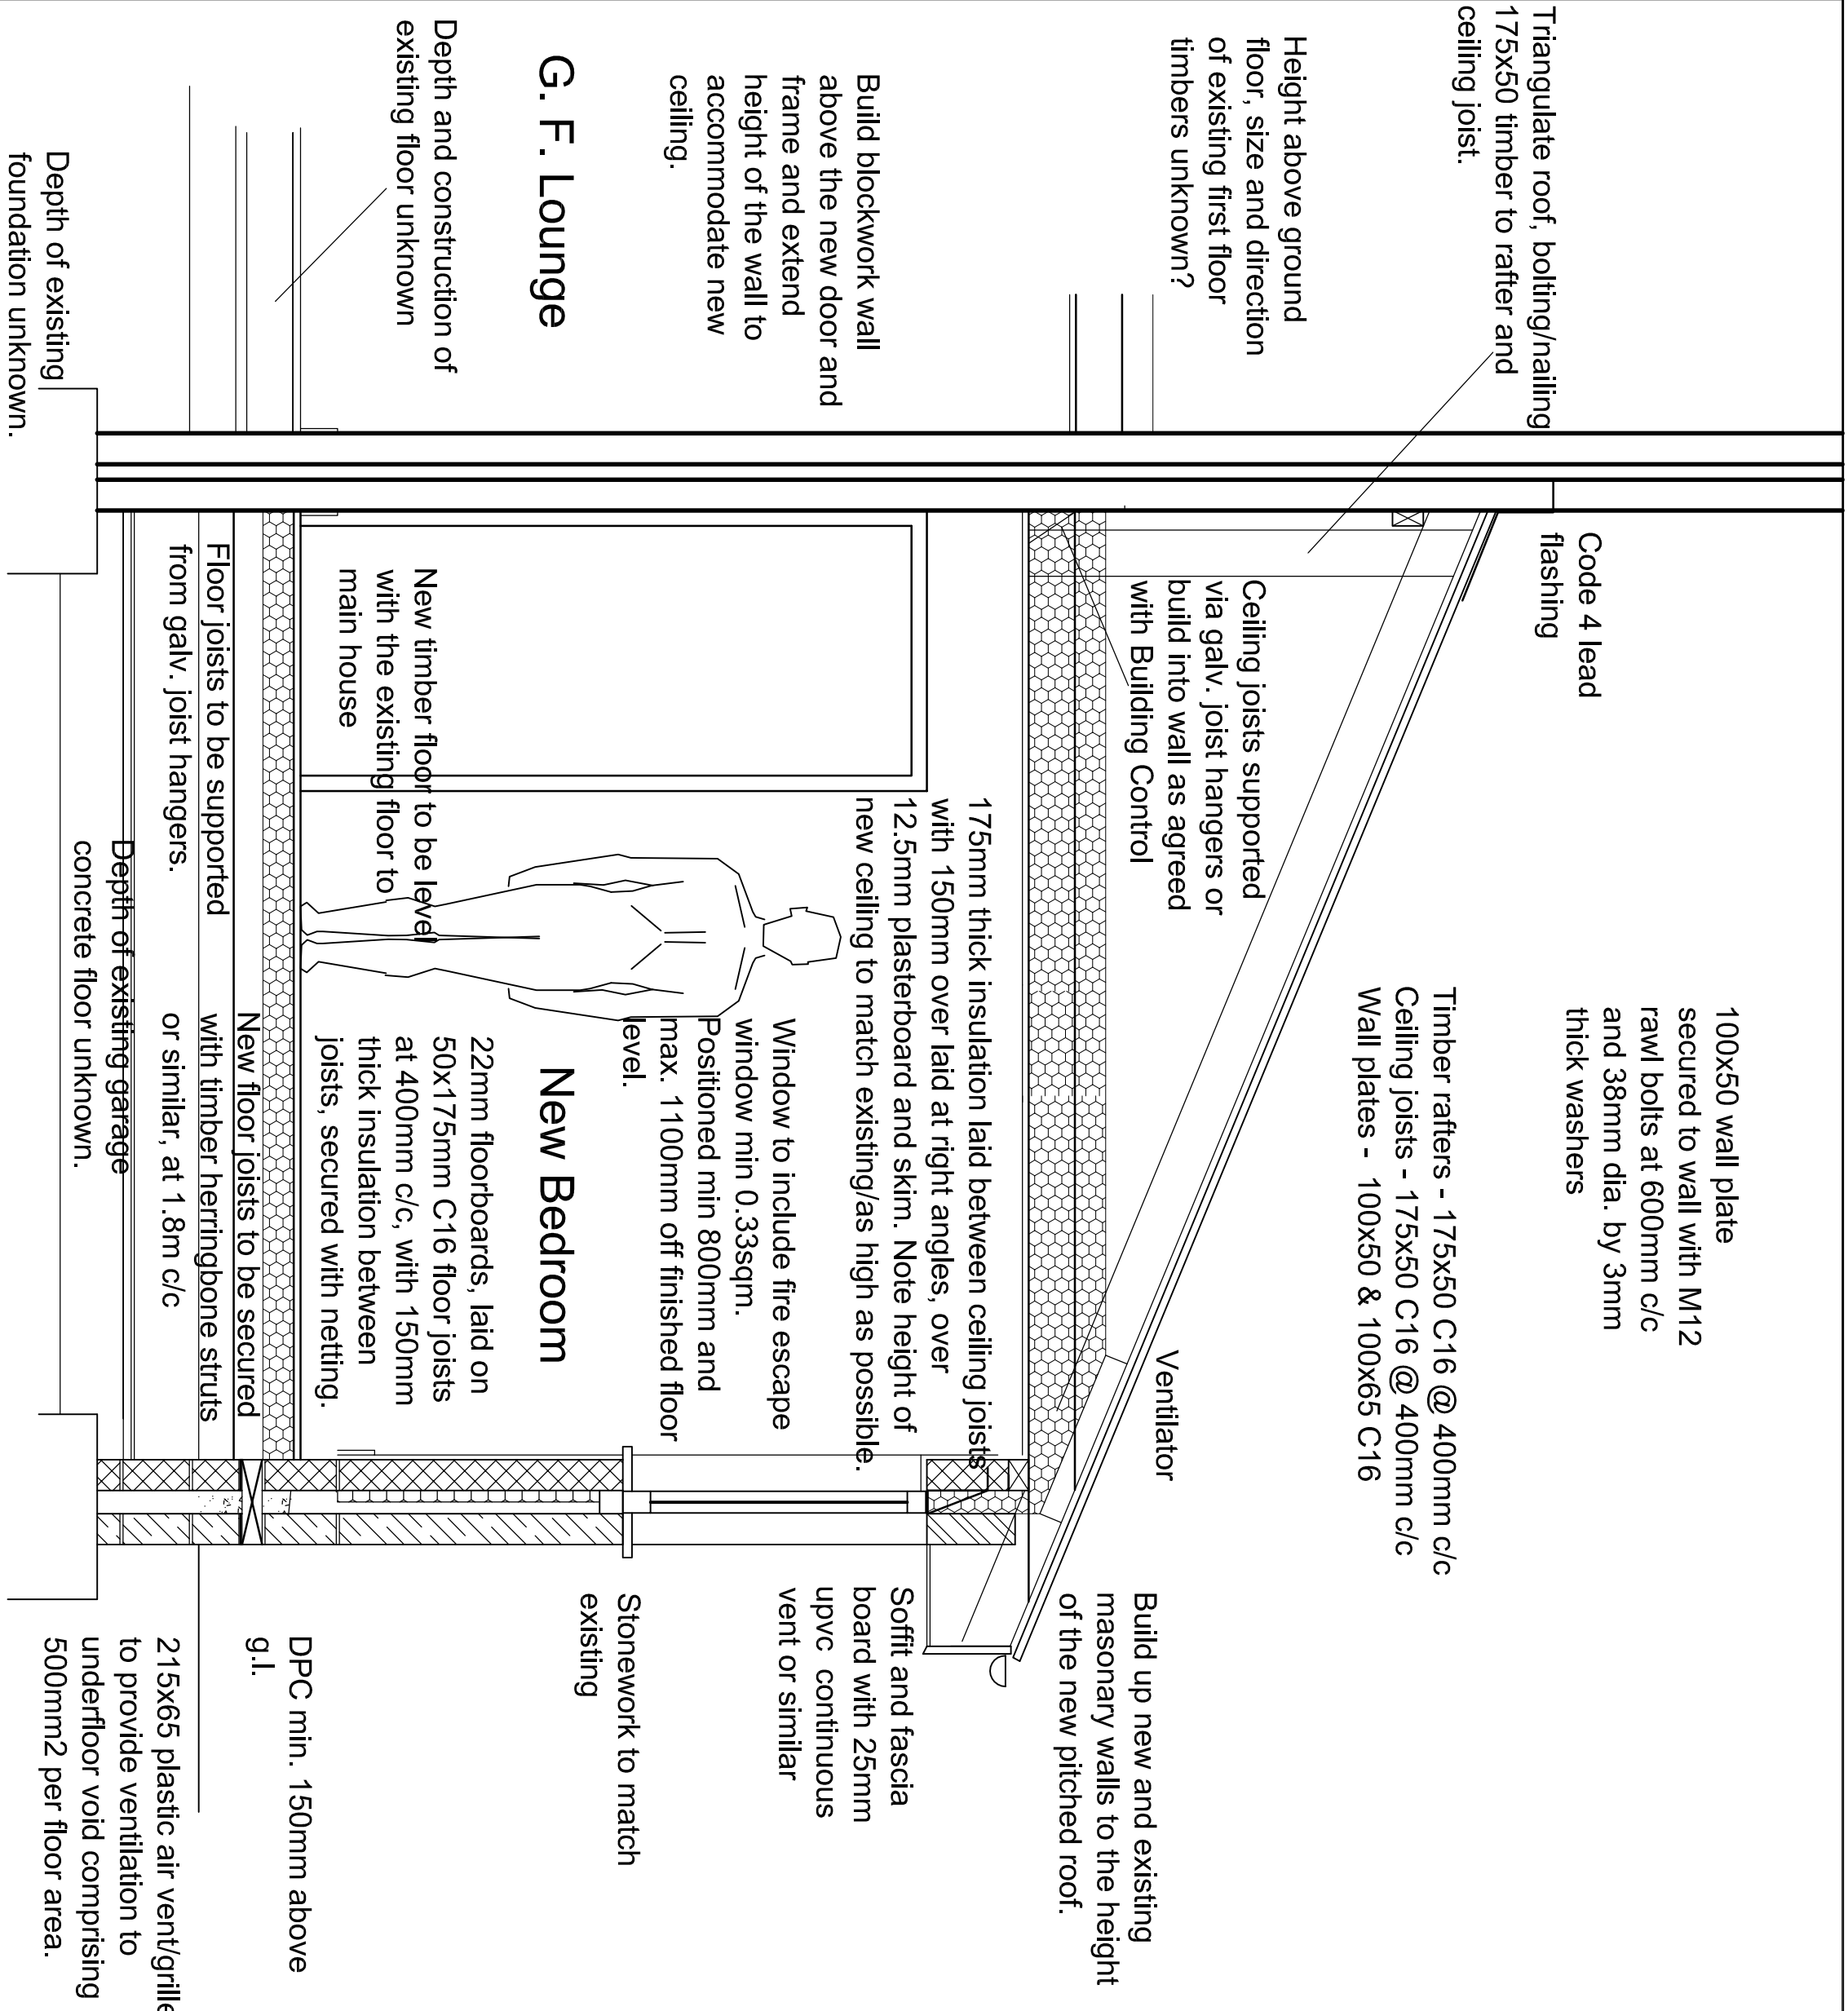 Triangulate roof, bolting/nailing
175x50 timber to rafter and
ceiling joist.
Height above ground
floor, size and direction
of existing first floor
timbers unknown?
Build blockwork wall
above the new door and
frame and extend
height of the wall to
accommodate new
ceiling.
G. F. Lounge
Depth and construction of
existing floor unknown
Depth of existing
foundation unknown.
Code 4 lead
flashing
Ceiling joists supported
via galv. joist hangers or
build into wall as agreed
with Building Control
100x50 wall plate
secured to wall with M12
rawl bolts at 600mm c/c
and 38mm dia. by 3mm
thick washers
Timber rafters - 175x50 C16 @ 400mm c/c
Ceiling joists - 175x50 C16 @ 400mm c/c
Wall plates - 100x50 & 100x65 C16
Ventilator
175mm thick insulation laid between ceiling joists
with 150mm over laid at right angles, over
12.5mm plasterboard and skim. Note height of
new ceiling to match existing/as high as possible.
Window to include fire escape
window min 0.33sqm.
Positioned min 800mm and
max. 1100mm off finished floor
level.
New Bedroom
22mm floorboards, laid on
50x175mm C16 floor joists
at 400mm c/c, with 150mm
thick insulation between
joists, secured with netting.
New timber floor to be level
with the existing floor to
main house
Floor joists to be supported
from galv. joist hangers.
New floor joists to be secured
with timber herringbone struts
or similar, at 1.8m c/c
Depth of existing garage
concrete floor unknown.
Build up new and existing
masonary walls to the height
of the new pitched roof.
Soffit and fascia
board with 25mm
upvc continuous
vent or similar
Stonework to match
existing
DPC min. 150mm above
g.l.
215x65 plastic air vent/grille
to provide ventilation to
underfloor void comprising
500mm2 per floor area.